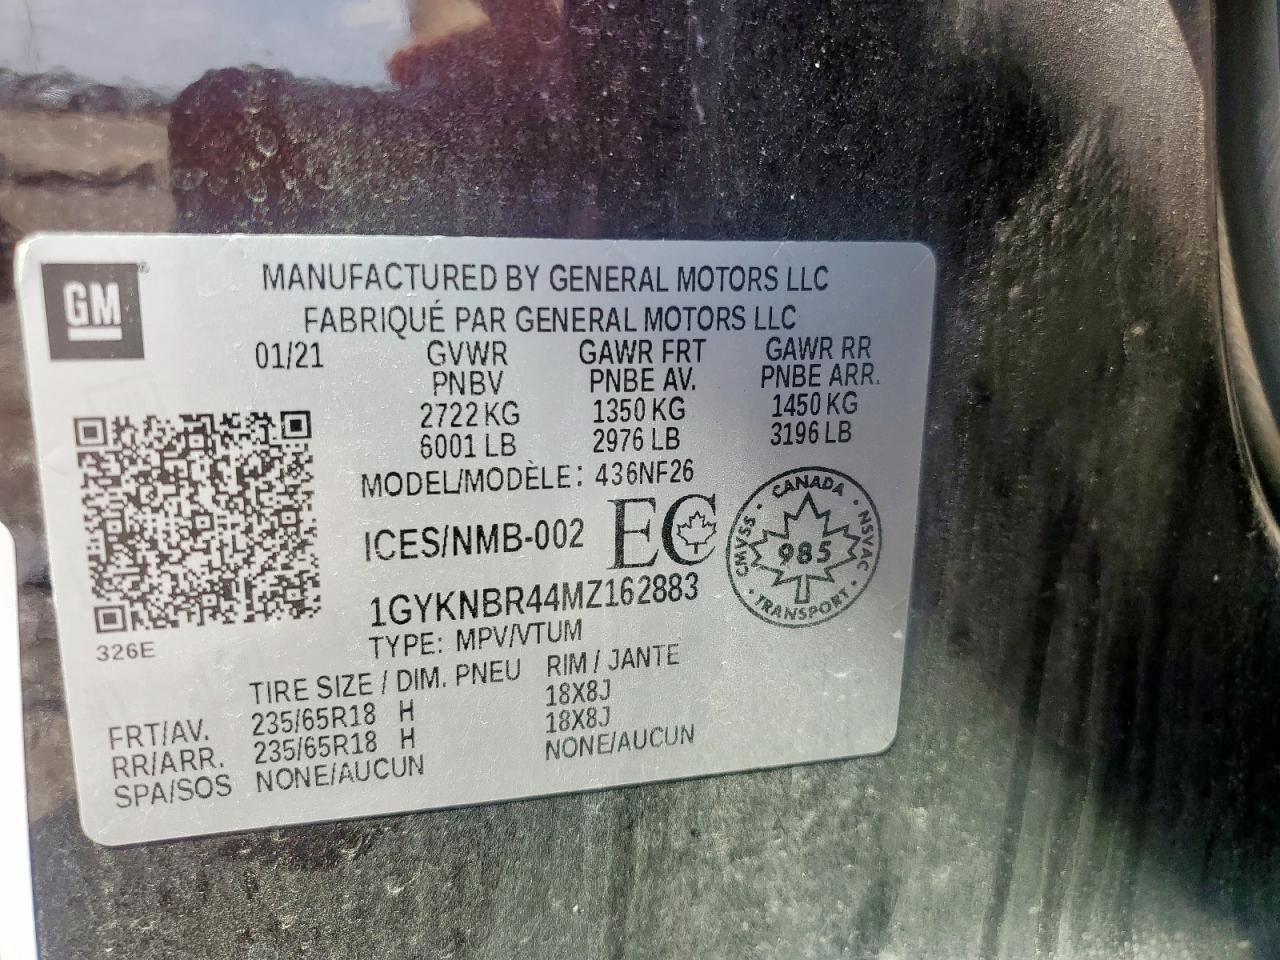 GM
MANUFACTURED BY GENERAL MOTORS LLC
FABRIQUÉ PAR GENERAL MOTORS LLC
01/21 GVWR GAWR FRT GAWR RR
PNBV PNBE AV. PNBE ARR.
2722 KG 1350 KG 1450 KG
6001 LB 2976 LB 3196 LB
MODEL/MODÈLE: 436NF26
ICES/NMB-002 EC
CANADA
CMVSS • NSVAC
985
TRANSPORT
1GYKNBR44MZ162883
TYPE: MPV/VTUM
326E
TIRE SIZE / DIM. PNEU RIM / JANTE
FRT/AV. 235/65R18 H 18X8J
RR/ARR. 235/65R18 H 18X8J
SPA/SOS NONE/AUCUN NONE/AUCUN